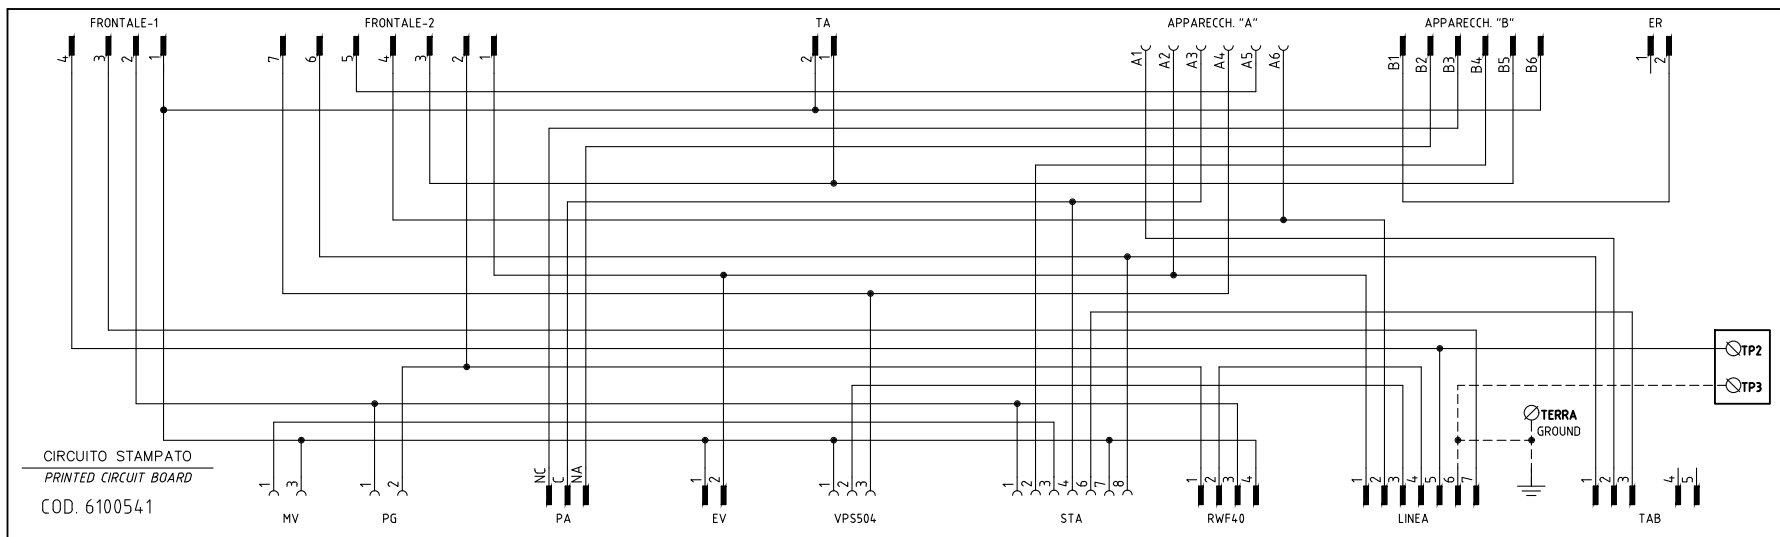 FRONTALE-1 FRONTALE-2 TA APPARECCH. "A" APPARECCH. "B" ER
4 3 2 1 7 6 5 4 3 2 1 2 1 A1 A2 A3 A4 A5 A6 B1 B2 B3 B4 B5 B6 1 2
TP2
TP3
TERRA
GROUND
CIRCUITO STAMPATO
PRINTED CIRCUIT BOARD
COD. 6100541
1 3 1 2 NC C NA 1 2 1 2 3 1 2 3 4 6 7 8 1 2 3 4 1 2 3 4 5 6 7 1 2 3 4 5
MV PG PA EV VPS504 STA RWF40 LINEA TAB